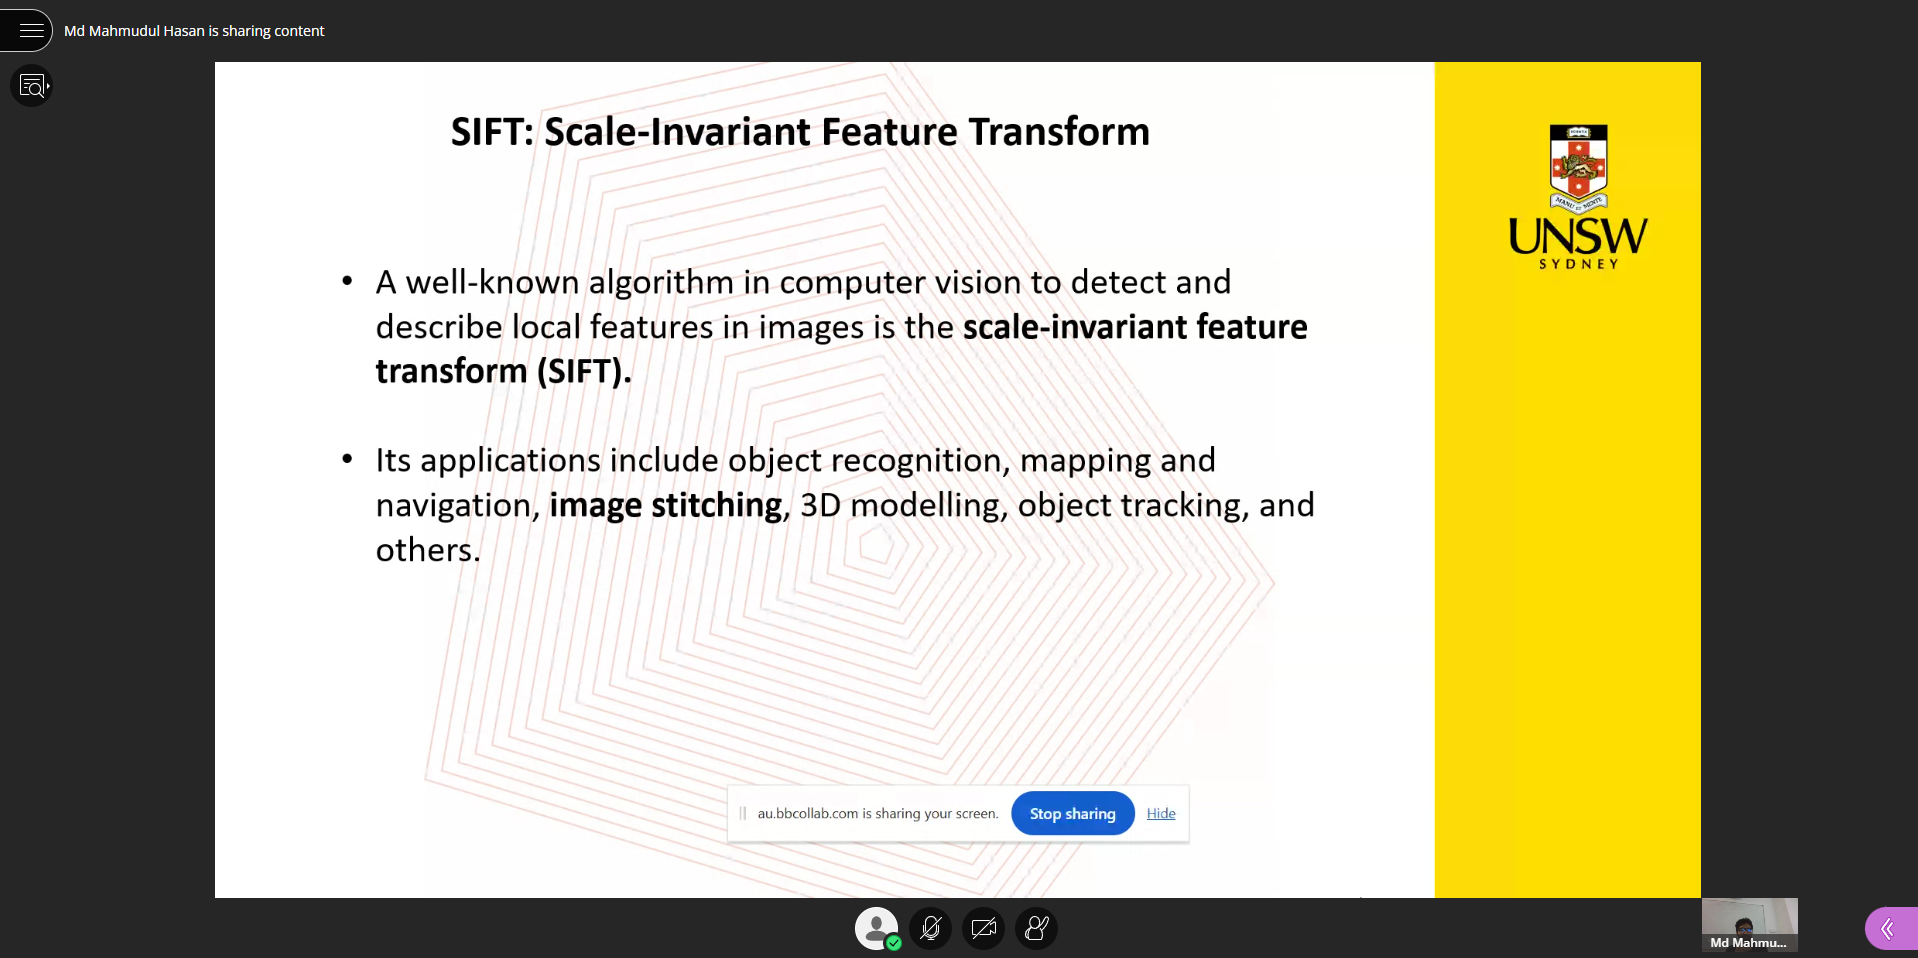 Md Mahmudul Hasan is sharing content
SIFT: Scale-Invariant Feature Transform
• A well-known algorithm in computer vision to detect and
describe local features in images is the scale-invariant feature
transform (SIFT).
• Its applications include object recognition, mapping and
navigation, image stitching, 3D modelling, object tracking, and
others.
MANU ET MENTE
UNSW
SYDNEY
au.bbcollab.com is sharing your screen.
Stop sharing
Hide
Md Mahmu...